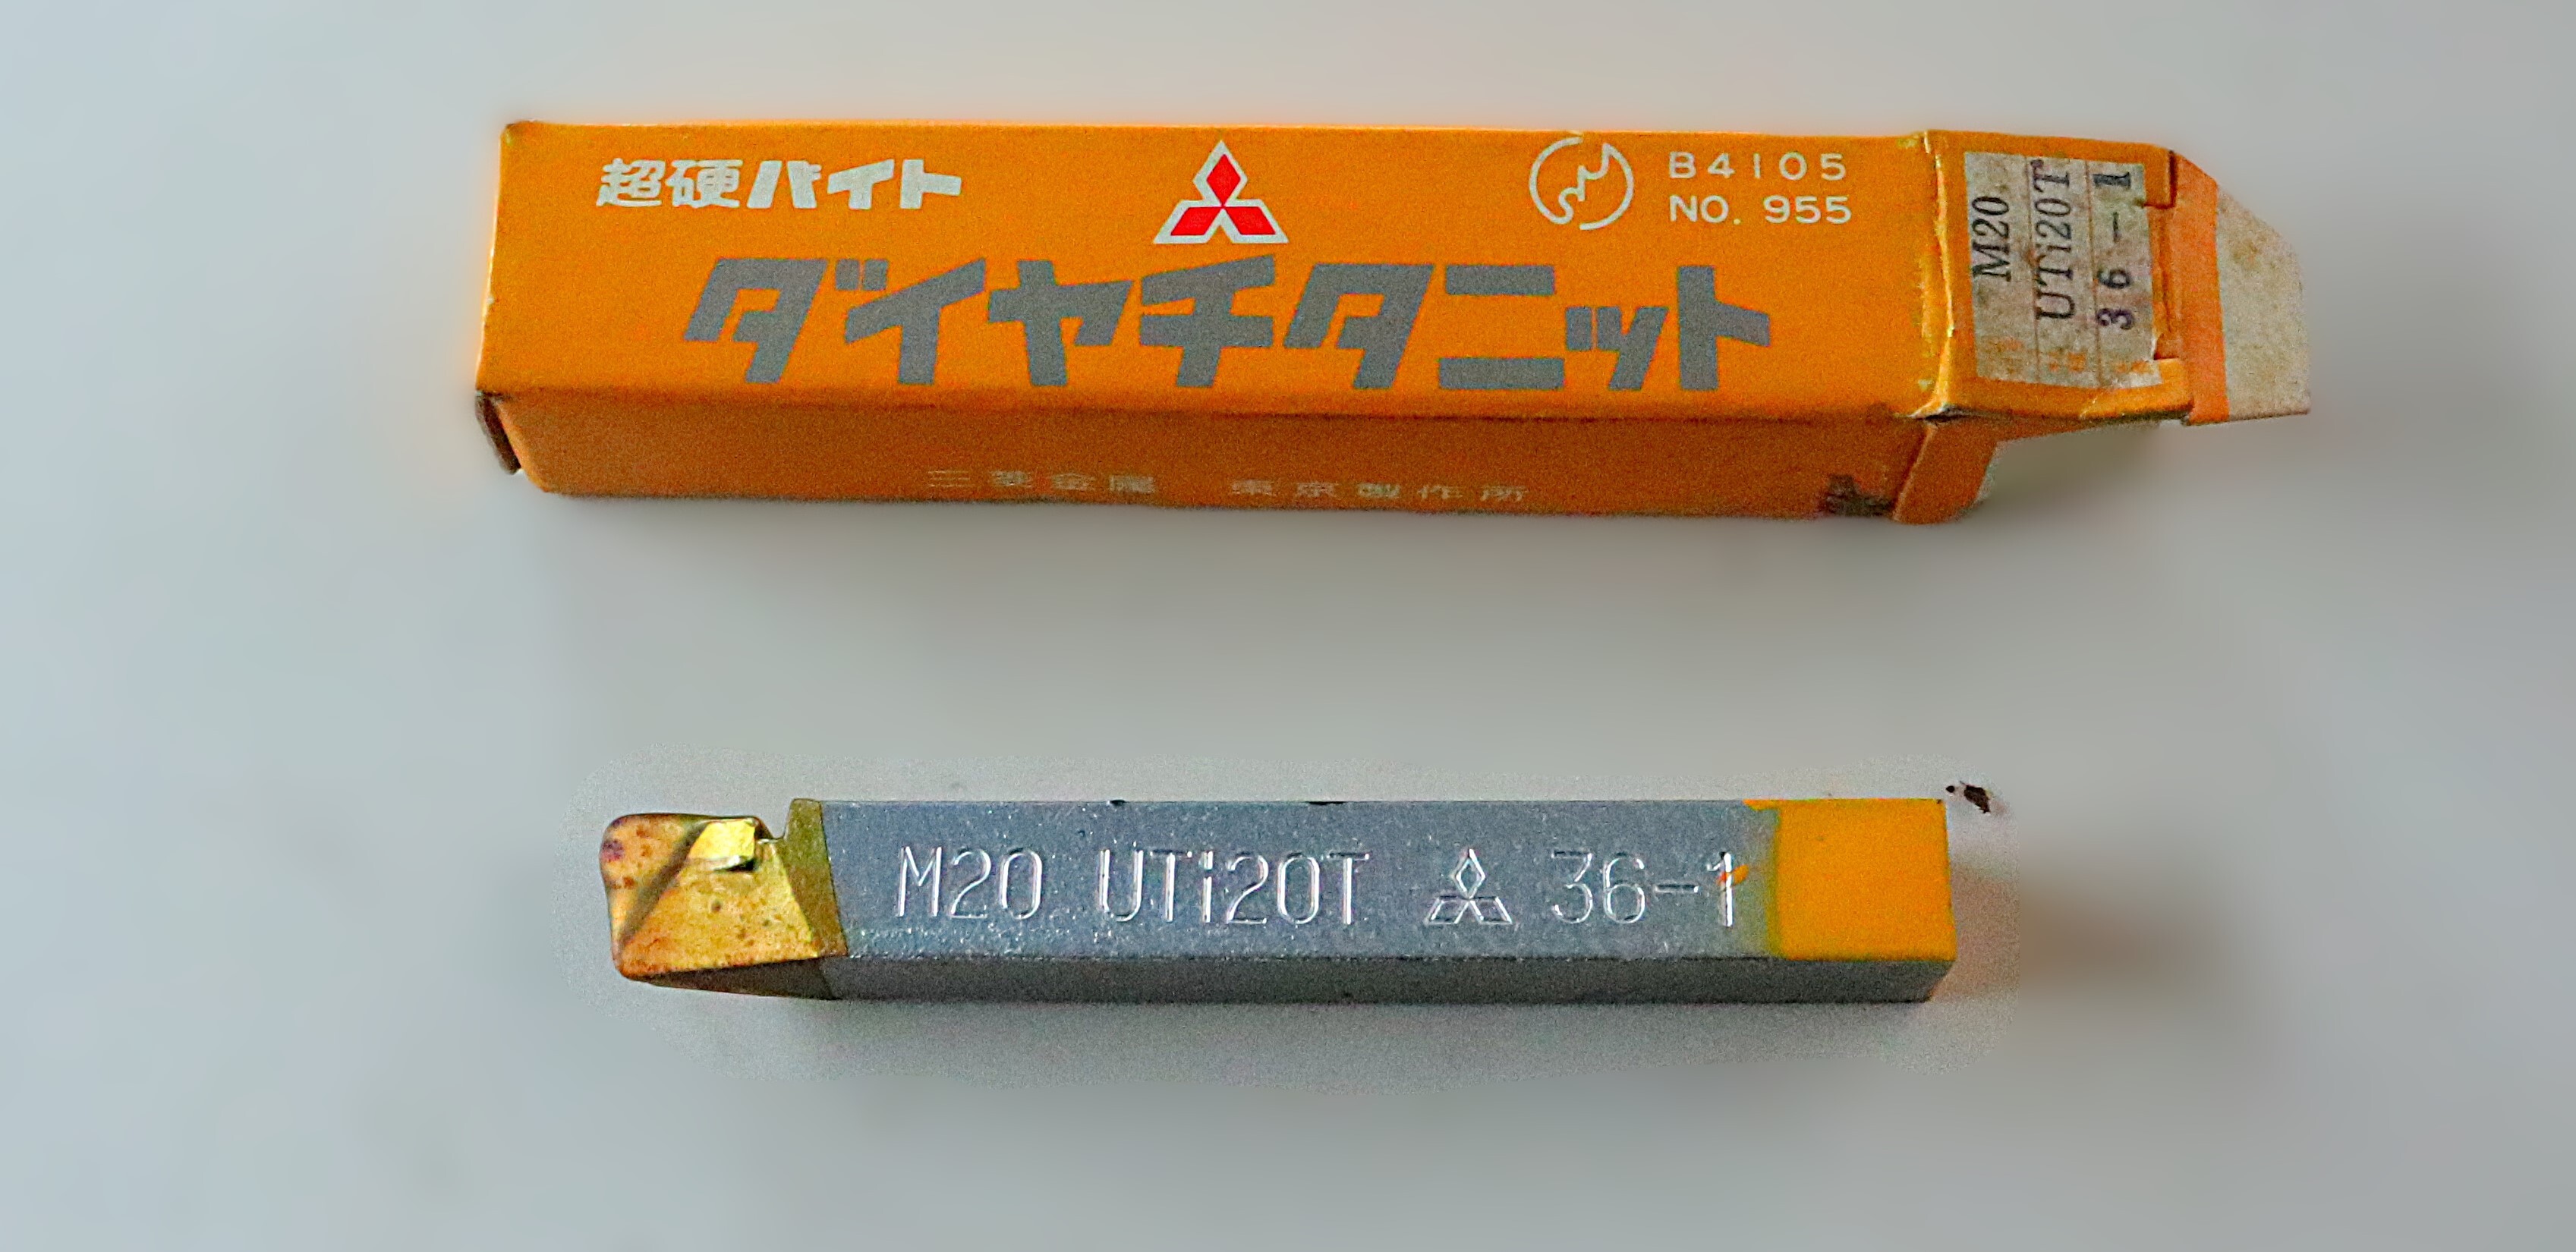 超硬バイト
B4105
NO. 955
ダイヤチタニット
三菱金属 東京製作所
M20
UTi20T
36-1
M20 UTi20T 36-1